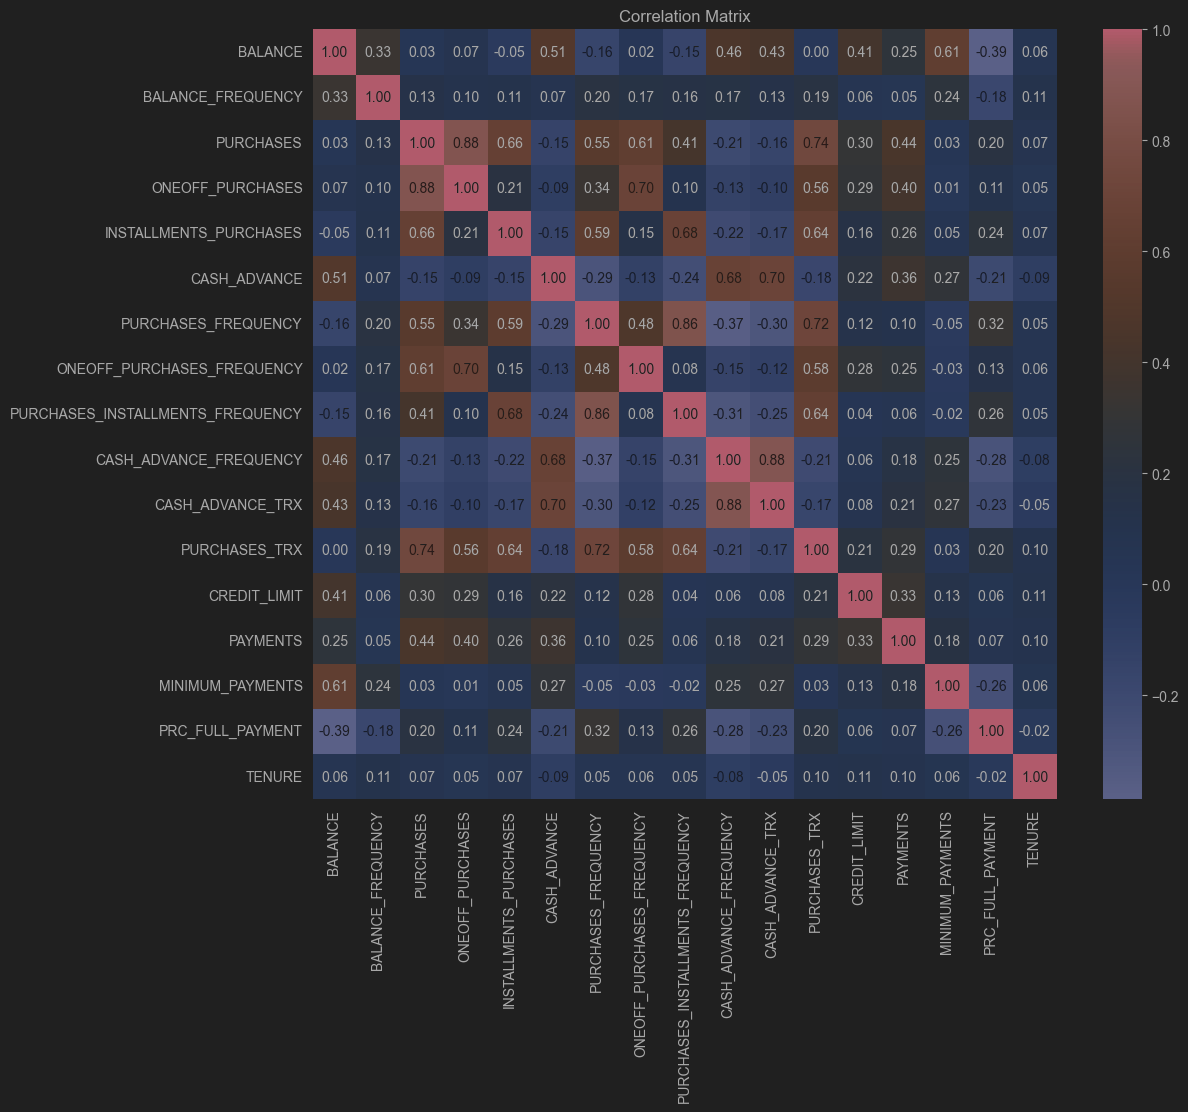 Correlation Matrix
BALANCE 1.00 0.33 0.03 0.07 -0.05 0.51 -0.16 0.02 -0.15 0.46 0.43 0.00 0.41 0.25 0.61 -0.39 0.06
BALANCE_FREQUENCY 0.33 1.00 0.13 0.10 0.11 0.07 0.20 0.17 0.16 0.17 0.13 0.19 0.06 0.05 0.24 -0.18 0.11
PURCHASES 0.03 0.13 1.00 0.88 0.66 -0.15 0.55 0.61 0.41 -0.21 -0.16 0.74 0.30 0.44 0.03 0.20 0.07
ONEOFF_PURCHASES 0.07 0.10 0.88 1.00 0.21 -0.09 0.34 0.70 0.10 -0.13 -0.10 0.56 0.29 0.40 0.01 0.11 0.05
INSTALLMENTS_PURCHASES -0.05 0.11 0.66 0.21 1.00 -0.15 0.59 0.15 0.68 -0.22 -0.17 0.64 0.16 0.26 0.05 0.24 0.07
CASH_ADVANCE 0.51 0.07 -0.15 -0.09 -0.15 1.00 -0.29 -0.13 -0.24 0.68 0.70 -0.18 0.22 0.36 0.27 -0.21 -0.09
PURCHASES_FREQUENCY -0.16 0.20 0.55 0.34 0.59 -0.29 1.00 0.48 0.86 -0.37 -0.30 0.72 0.12 0.10 -0.05 0.32 0.05
ONEOFF_PURCHASES_FREQUENCY 0.02 0.17 0.61 0.70 0.15 -0.13 0.48 1.00 0.08 -0.15 -0.12 0.58 0.28 0.25 -0.03 0.13 0.06
PURCHASES_INSTALLMENTS_FREQUENCY -0.15 0.16 0.41 0.10 0.68 -0.24 0.86 0.08 1.00 -0.31 -0.25 0.64 0.04 0.06 -0.02 0.26 0.05
CASH_ADVANCE_FREQUENCY 0.46 0.17 -0.21 -0.13 -0.22 0.68 -0.37 -0.15 -0.31 1.00 0.88 -0.21 0.06 0.18 0.25 -0.28 -0.08
CASH_ADVANCE_TRX 0.43 0.13 -0.16 -0.10 -0.17 0.70 -0.30 -0.12 -0.25 0.88 1.00 -0.17 0.08 0.21 0.27 -0.23 -0.05
PURCHASES_TRX 0.00 0.19 0.74 0.56 0.64 -0.18 0.72 0.58 0.64 -0.21 -0.17 1.00 0.21 0.29 0.03 0.20 0.10
CREDIT_LIMIT 0.41 0.06 0.30 0.29 0.16 0.22 0.12 0.28 0.04 0.06 0.08 0.21 1.00 0.33 0.13 0.06 0.11
PAYMENTS 0.25 0.05 0.44 0.40 0.26 0.36 0.10 0.25 0.06 0.18 0.21 0.29 0.33 1.00 0.18 0.07 0.10
MINIMUM_PAYMENTS 0.61 0.24 0.03 0.01 0.05 0.27 -0.05 -0.03 -0.02 0.25 0.27 0.03 0.13 0.18 1.00 -0.26 0.06
PRC_FULL_PAYMENT -0.39 -0.18 0.20 0.11 0.24 -0.21 0.32 0.13 0.26 -0.28 -0.23 0.20 0.06 0.07 -0.26 1.00 -0.02
TENURE 0.06 0.11 0.07 0.05 0.07 -0.09 0.05 0.06 0.05 -0.08 -0.05 0.10 0.11 0.10 0.06 -0.02 1.00
BALANCE
BALANCE_FREQUENCY
PURCHASES
ONEOFF_PURCHASES
INSTALLMENTS_PURCHASES
CASH_ADVANCE
PURCHASES_FREQUENCY
ONEOFF_PURCHASES_FREQUENCY
PURCHASES_INSTALLMENTS_FREQUENCY
CASH_ADVANCE_FREQUENCY
CASH_ADVANCE_TRX
PURCHASES_TRX
CREDIT_LIMIT
PAYMENTS
MINIMUM_PAYMENTS
PRC_FULL_PAYMENT
TENURE
1.0
0.8
0.6
0.4
0.2
0.0
−0.2